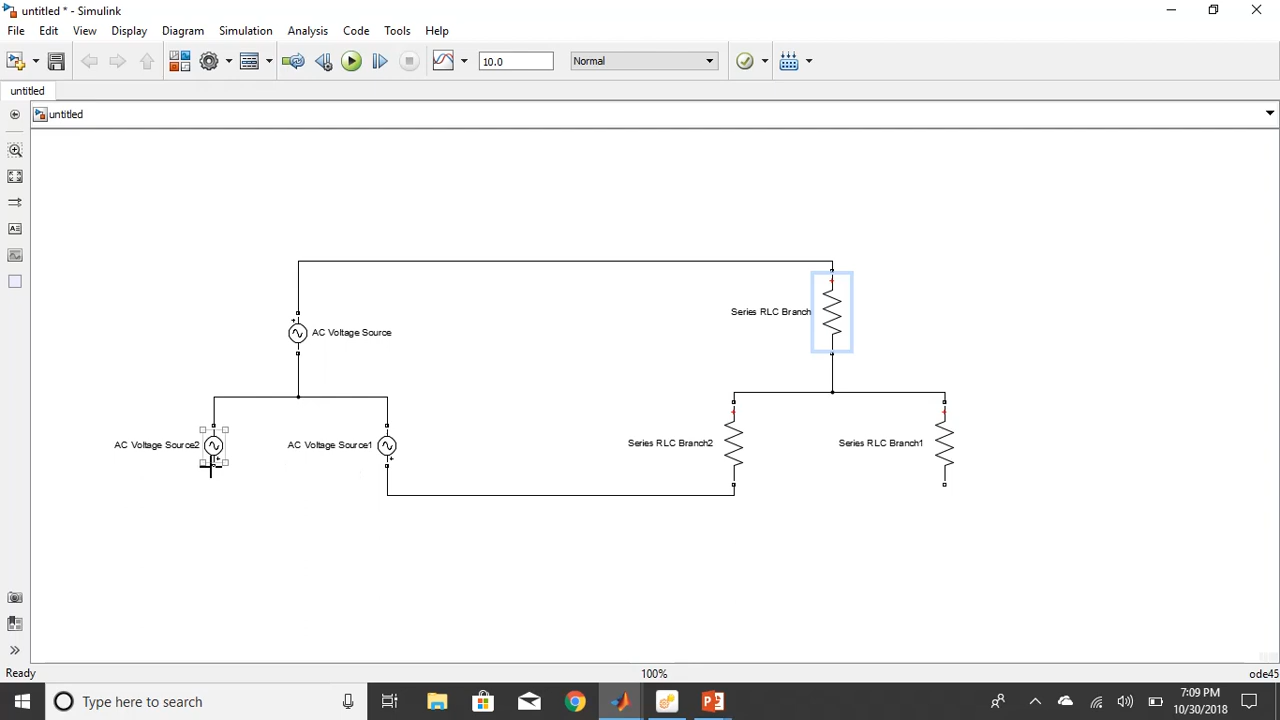 untitled * - Simulink
File Edit View Display Diagram Simulation Analysis Code Tools Help
10.0 Normal
untitled
untitled
Series RLC Branch
AC Voltage Source
AC Voltage Source2 AC Voltage Source1 Series RLC Branch2 Series RLC Branch1
Ready 100% ode45
Type here to search 7:09 PM
10/30/2018